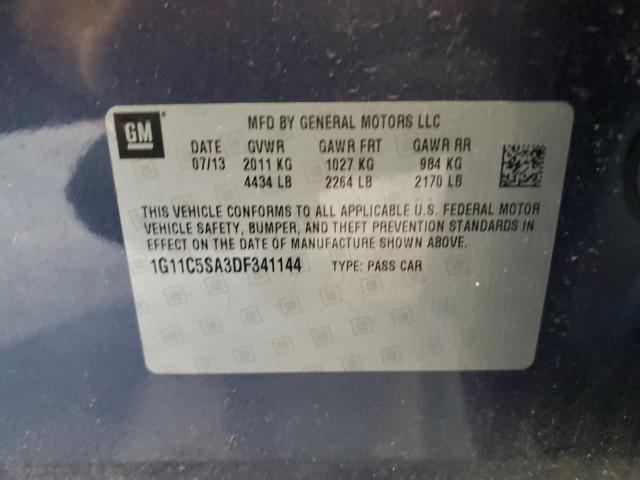 GM
MFD BY GENERAL MOTORS LLC
DATE GVWR GAWR FRT GAWR RR
07/13 2011 KG 1027 KG 984 KG
4434 LB 2264 LB 2170 LB
THIS VEHICLE CONFORMS TO ALL APPLICABLE U.S. FEDERAL MOTOR
VEHICLE SAFETY, BUMPER, AND THEFT PREVENTION STANDARDS IN
EFFECT ON THE DATE OF MANUFACTURE SHOWN ABOVE.
1G11C5SA3DF341144 TYPE: PASS CAR